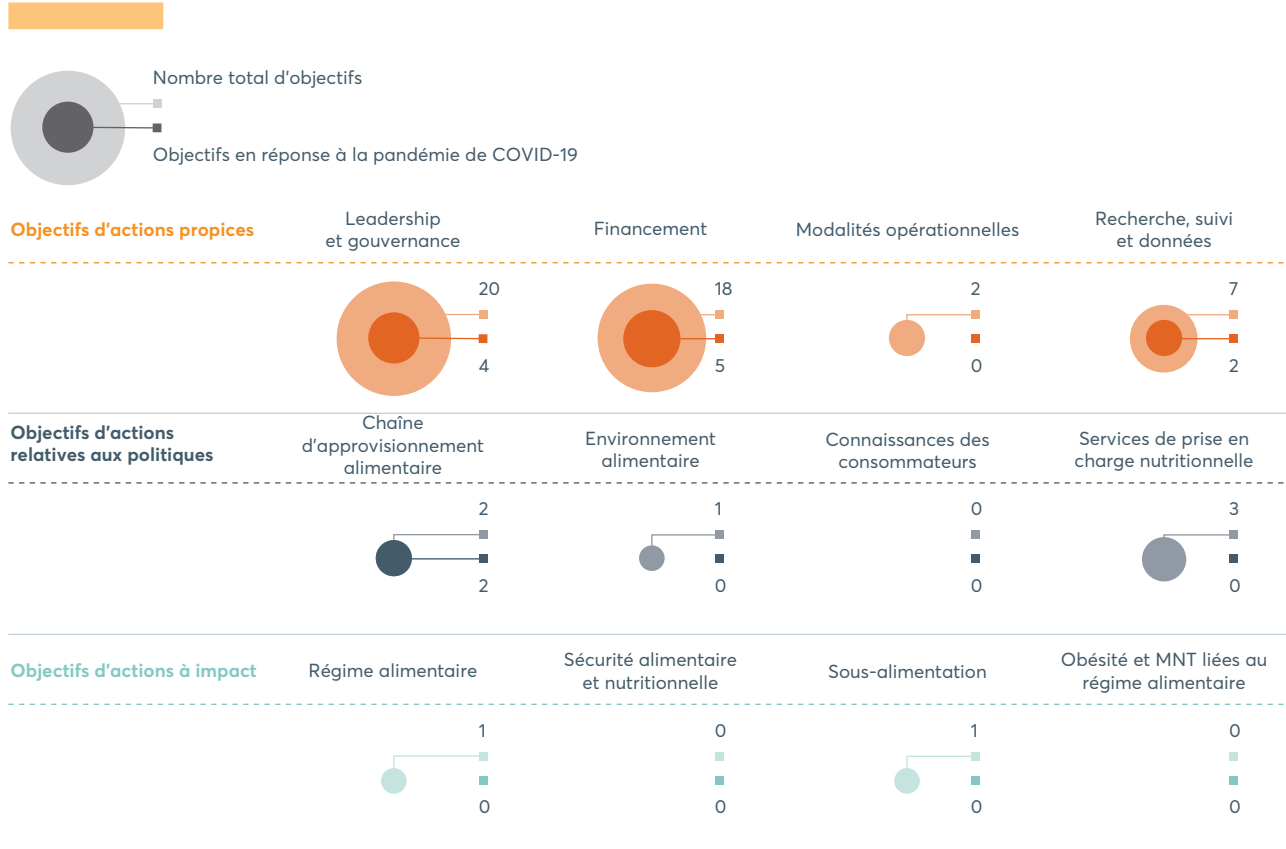 Nombre total d'objectifs
Objectifs en réponse à la pandémie de COVID-19
Objectifs d'actions propices
Leadership
et gouvernance
Financement
Modalités opérationnelles
Recherche, suivi
et données
20
18
2
7
4
5
0
2
Objectifs d'actions
relatives aux politiques
Chaîne
d'approvisionnement
alimentaire
Environnement
alimentaire
Connaissances des
consommateurs
Services de prise en
charge nutritionnelle
2
1
0
3
2
0
0
0
Objectifs d'actions à impact
Régime alimentaire
Sécurité alimentaire
et nutritionnelle
Sous-alimentation
Obésité et MNT liées au
régime alimentaire
1
0
1
0
0
0
0
0